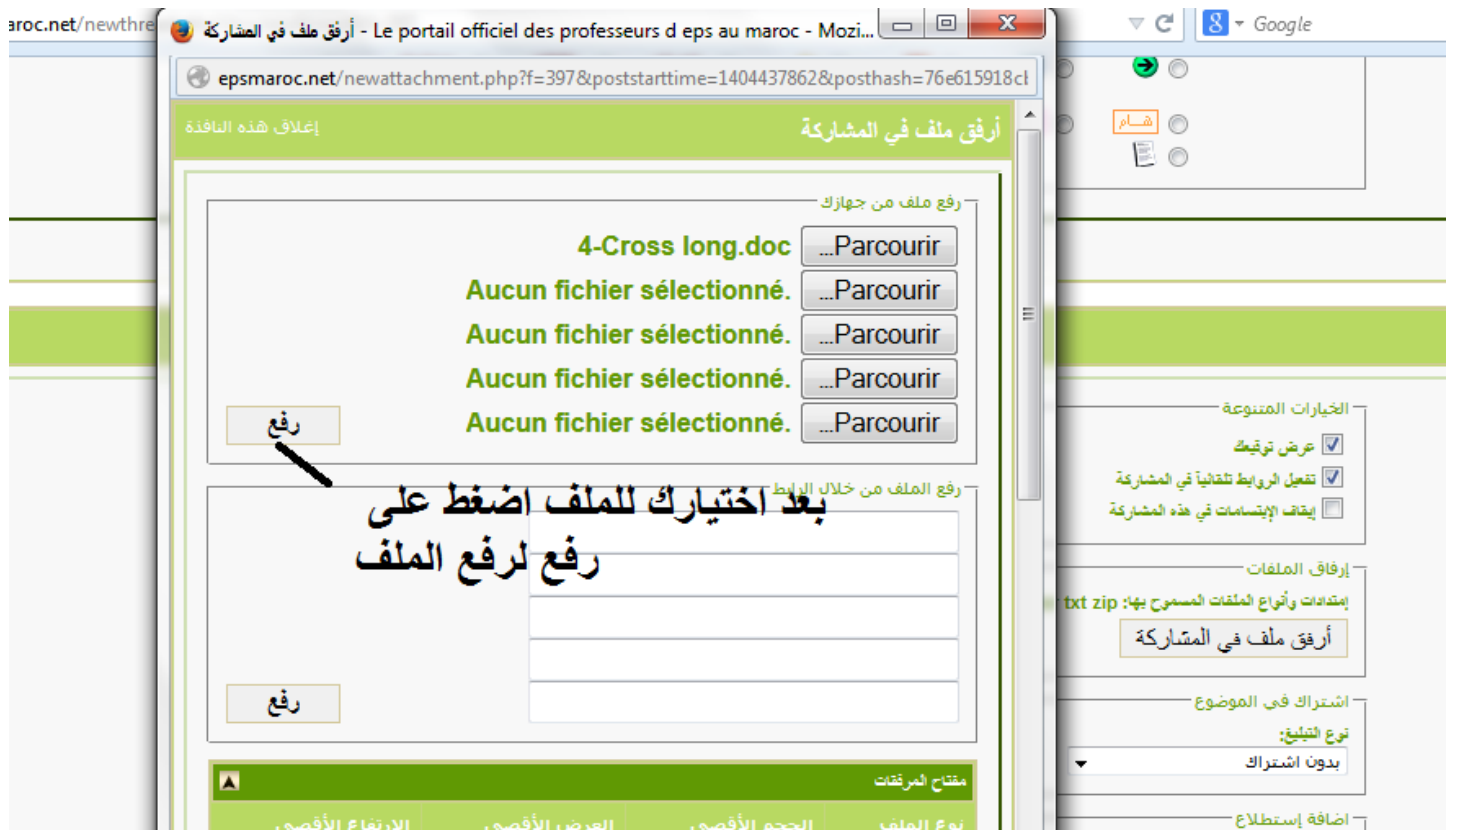 aroc.net/newthre
أرفق ملف في المشاركة - Le portail officiel des professeurs d eps au maroc - Mozi...
Google
epsmaroc.net/newattachment.php?f=397&poststarttime=1404437862&posthash=76e615918c
أرفق ملف في المشاركة
إغلاق هذه النافذة
هـام
رفع ملف من جهازك
4-Cross long.doc
...Parcourir
Aucun fichier sélectionné.
...Parcourir
Aucun fichier sélectionné.
...Parcourir
Aucun fichier sélectionné.
...Parcourir
Aucun fichier sélectionné.
...Parcourir
رفع
رفع الملف من خلال الرابط
بعد اختيارك للملف اضغط على
رفع لرفع الملف
رفع
مفتاح المرفقات
نوع الملف
الحجم الأقصى
العرض الأقصى
الارتفاع الأقصى
الخيارات المتنوعة
عرض توقيعك
تفعيل الروابط تلقائياً في المشاركة
إيقاف الإبتسامات في هذه المشاركة
إرفاق الملفات
إمتدادات وأنواع الملفات المسموح بها: txt zip
أرفق ملف في المشاركة
اشتراك في الموضوع
نوع التبليغ:
بدون اشتراك
اضافة إستطلاع